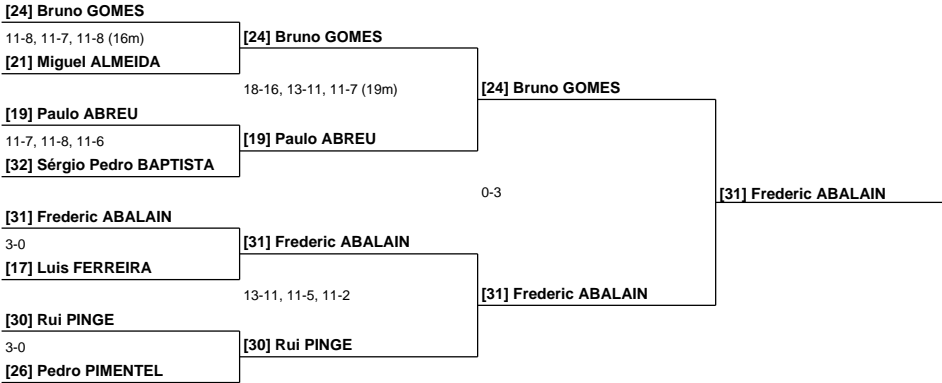 [24] Bruno GOMES
11-8, 11-7, 11-8 (16m)
[21] Miguel ALMEIDA
[19] Paulo ABREU
11-7, 11-8, 11-6
[32] Sérgio Pedro BAPTISTA
[31] Frederic ABALAIN
3-0
[17] Luis FERREIRA
[30] Rui PINGE
3-0
[26] Pedro PIMENTEL
[24] Bruno GOMES
18-16, 13-11, 11-7 (19m)
[19] Paulo ABREU
[31] Frederic ABALAIN
13-11, 11-5, 11-2
[30] Rui PINGE
[24] Bruno GOMES
0-3
[31] Frederic ABALAIN
[31] Frederic ABALAIN